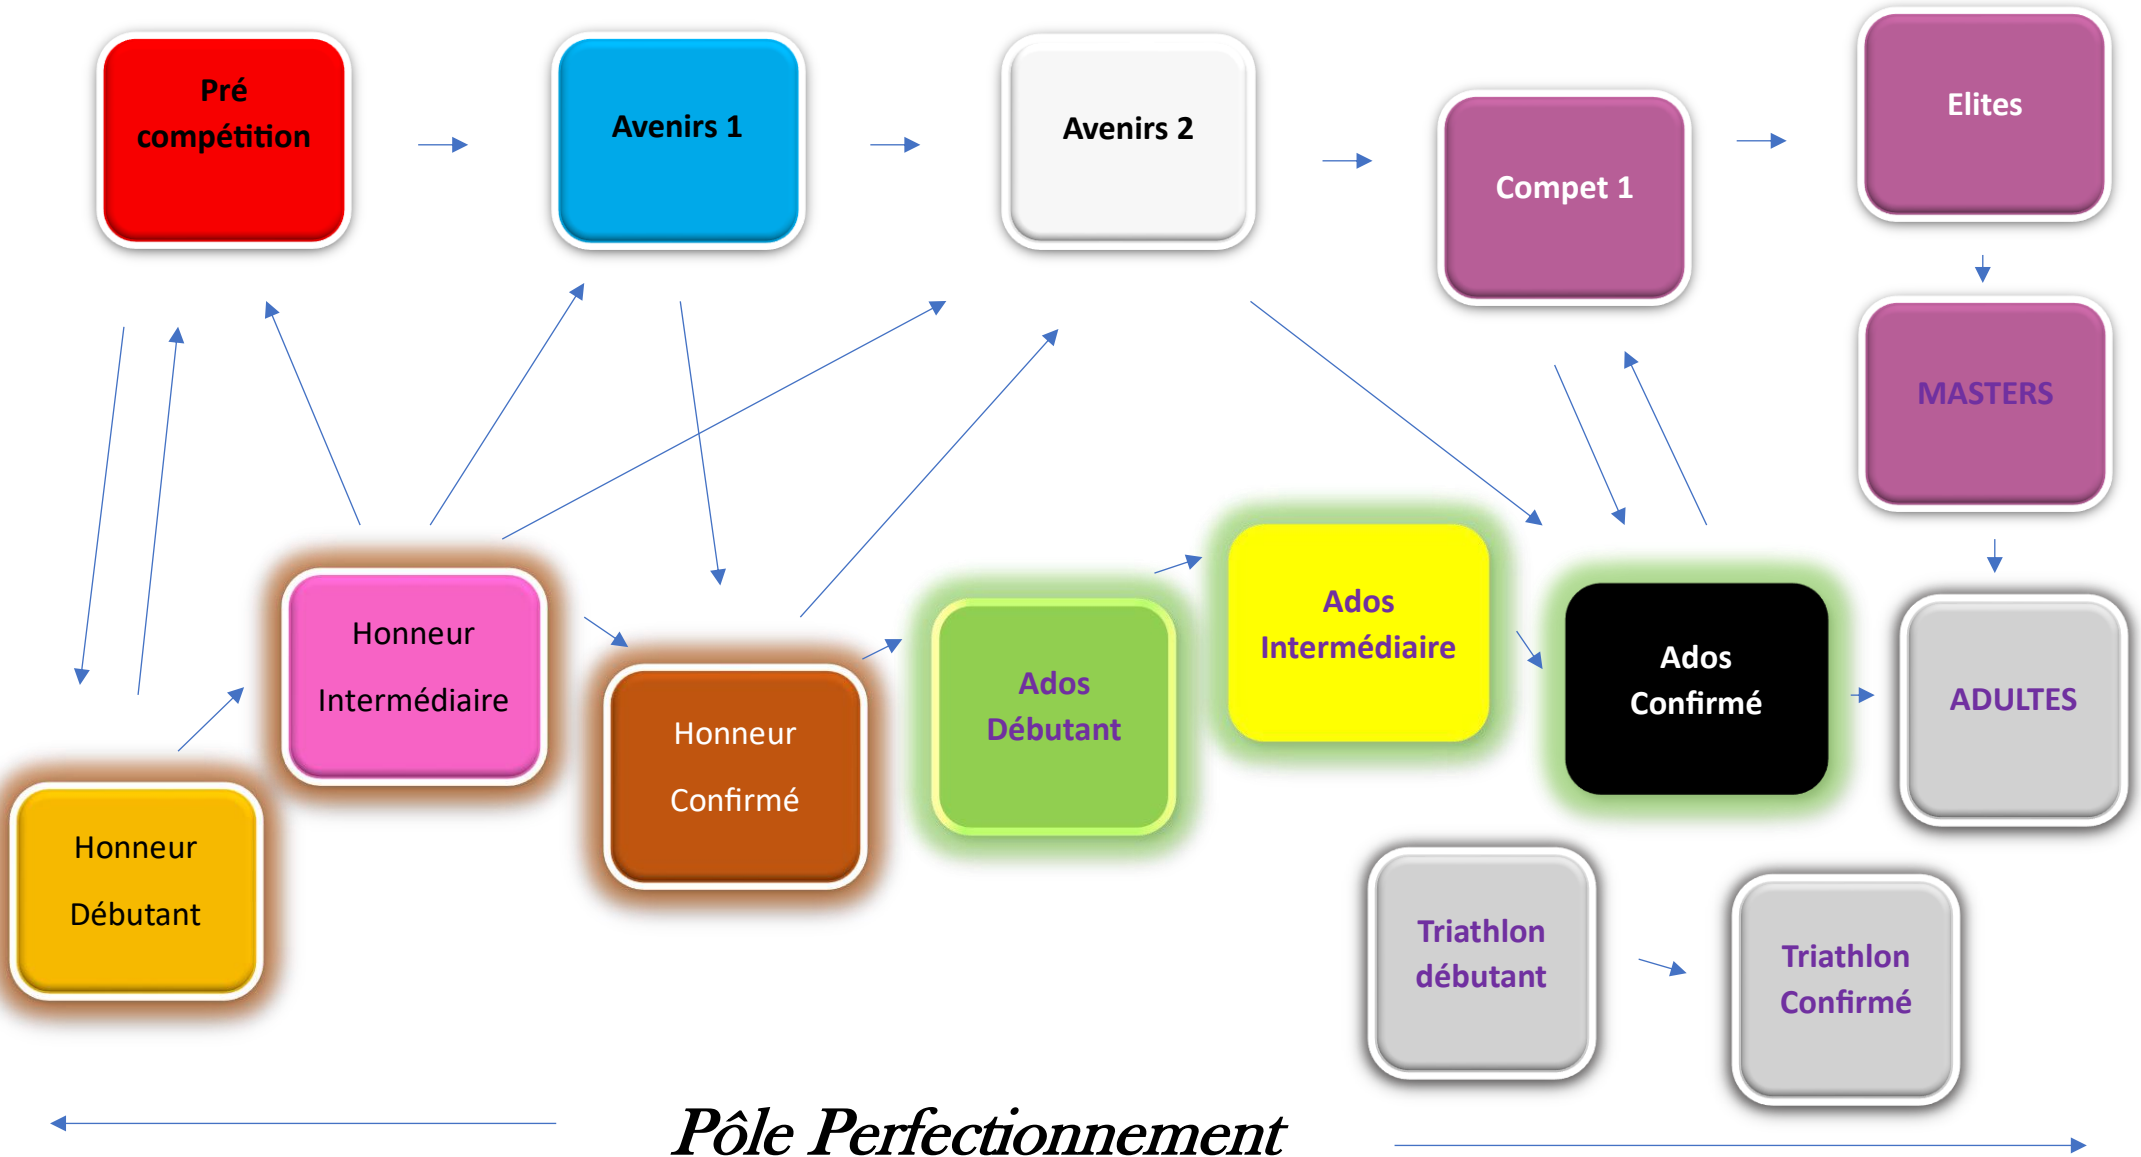 Pré
compétition
Avenirs 1
Avenirs 2
Compet 1
Elites
MASTERS
Honneur
Débutant
Honneur
Intermédiaire
Honneur
Confirmé
Ados
Débutant
Ados
Intermédiaire
Ados
Confirmé
ADULTES
Triathlon
débutant
Triathlon
Confirmé
Pôle Perfectionnement